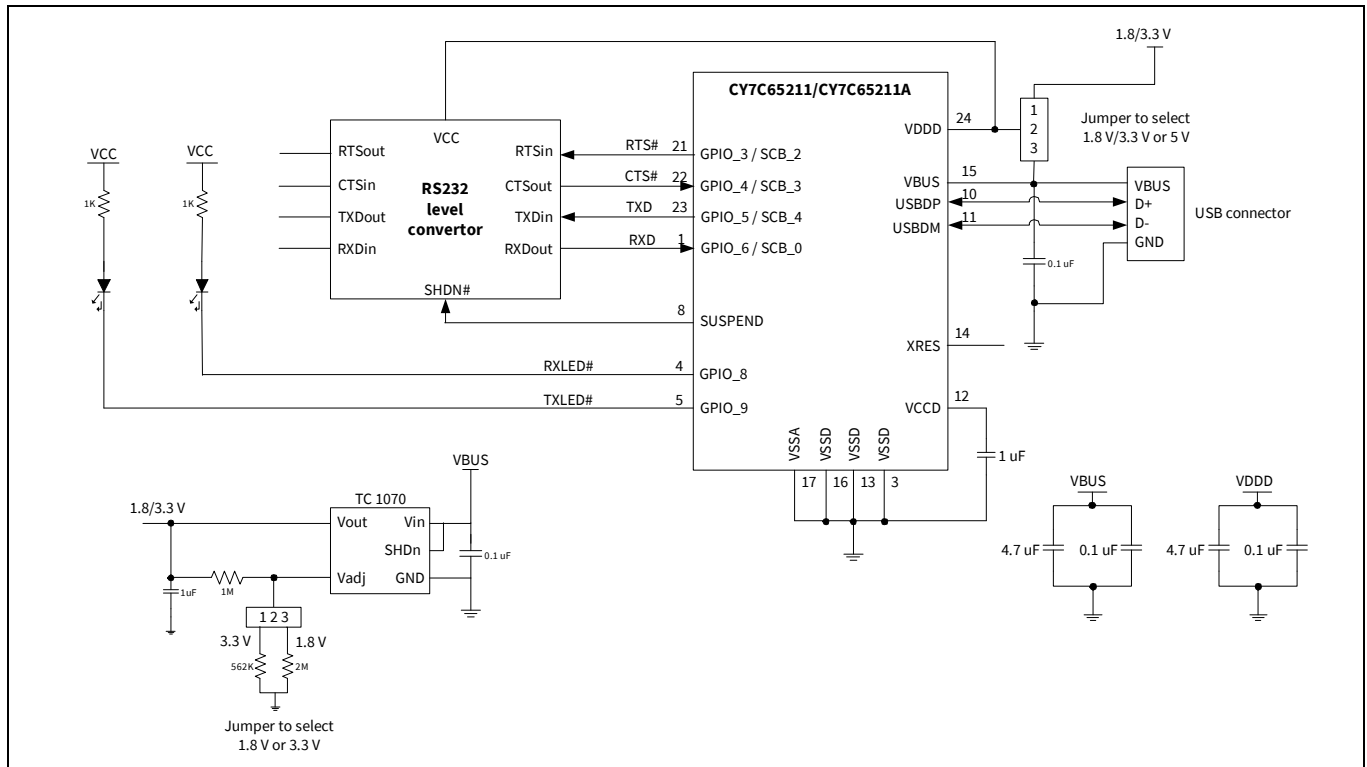 1.8/3.3 V
CY7C65211/CY7C65211A
VCC
VCC
VCC
1K
1K
RTSout
CTSin
TXDout
RXDin
RS232
level
convertor
RTSin
CTSout
TXDin
RXDout
SHDN#
RTS# 21 GPIO_3 / SCB_2
CTS# 22 GPIO_4 / SCB_3
TXD 23 GPIO_5 / SCB_4
RXD 1 GPIO_6 / SCB_0
8 SUSPEND
RXLED# 4 GPIO_8
TXLED# 5 GPIO_9
VDDD 24
1
2
3
Jumper to select
1.8 V/3.3 V or 5 V
VBUS 15
USBDP 10
USBDM 11
VBUS
D+
D-
GND
USB connector
0.1 uF
XRES 14
VCCD 12
1 uF
VSSA
VSSD
VSSD
VSSD
17 16 13 3
VBUS
TC 1070
1.8/3.3 V
Vout Vin
SHDn
Vadj GND
0.1 uF
1uF
1M
1 2 3
3.3 V 1.8 V
562K 2M
Jumper to select
1.8 V or 3.3 V
VBUS
4.7 uF 0.1 uF
VDDD
4.7 uF 0.1 uF